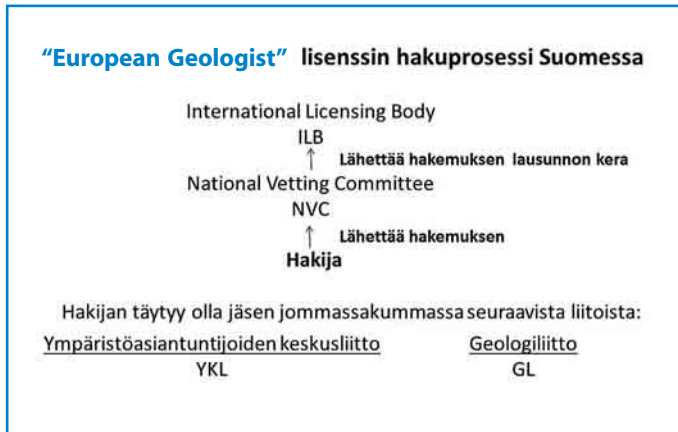 “European Geologist” lisenssin hakuprosessi Suomessa
International Licensing Body
ILB
Lähettää hakemuksen lausunnon kera
National Vetting Committee
NVC
Lähettää hakemuksen
Hakija
Hakijan täytyy olla jäsen jommassakummassa seuraavista liitoista:
Ympäristöasiantuntijoiden keskusliitto Geologiliitto
YKL GL